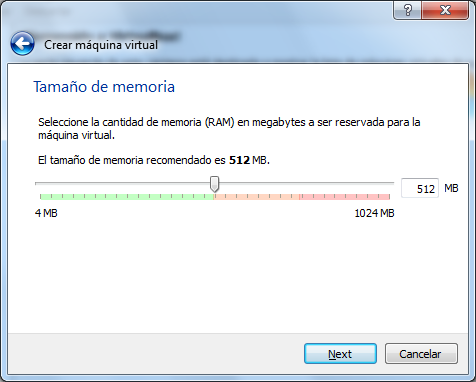 Crear máquina virtual
Tamaño de memoria
Seleccione la cantidad de memoria (RAM) en megabytes a ser reservada para la
máquina virtual.
El tamaño de memoria recomendado es 512 MB.
512 MB
4 MB 1024 MB
Next Cancelar